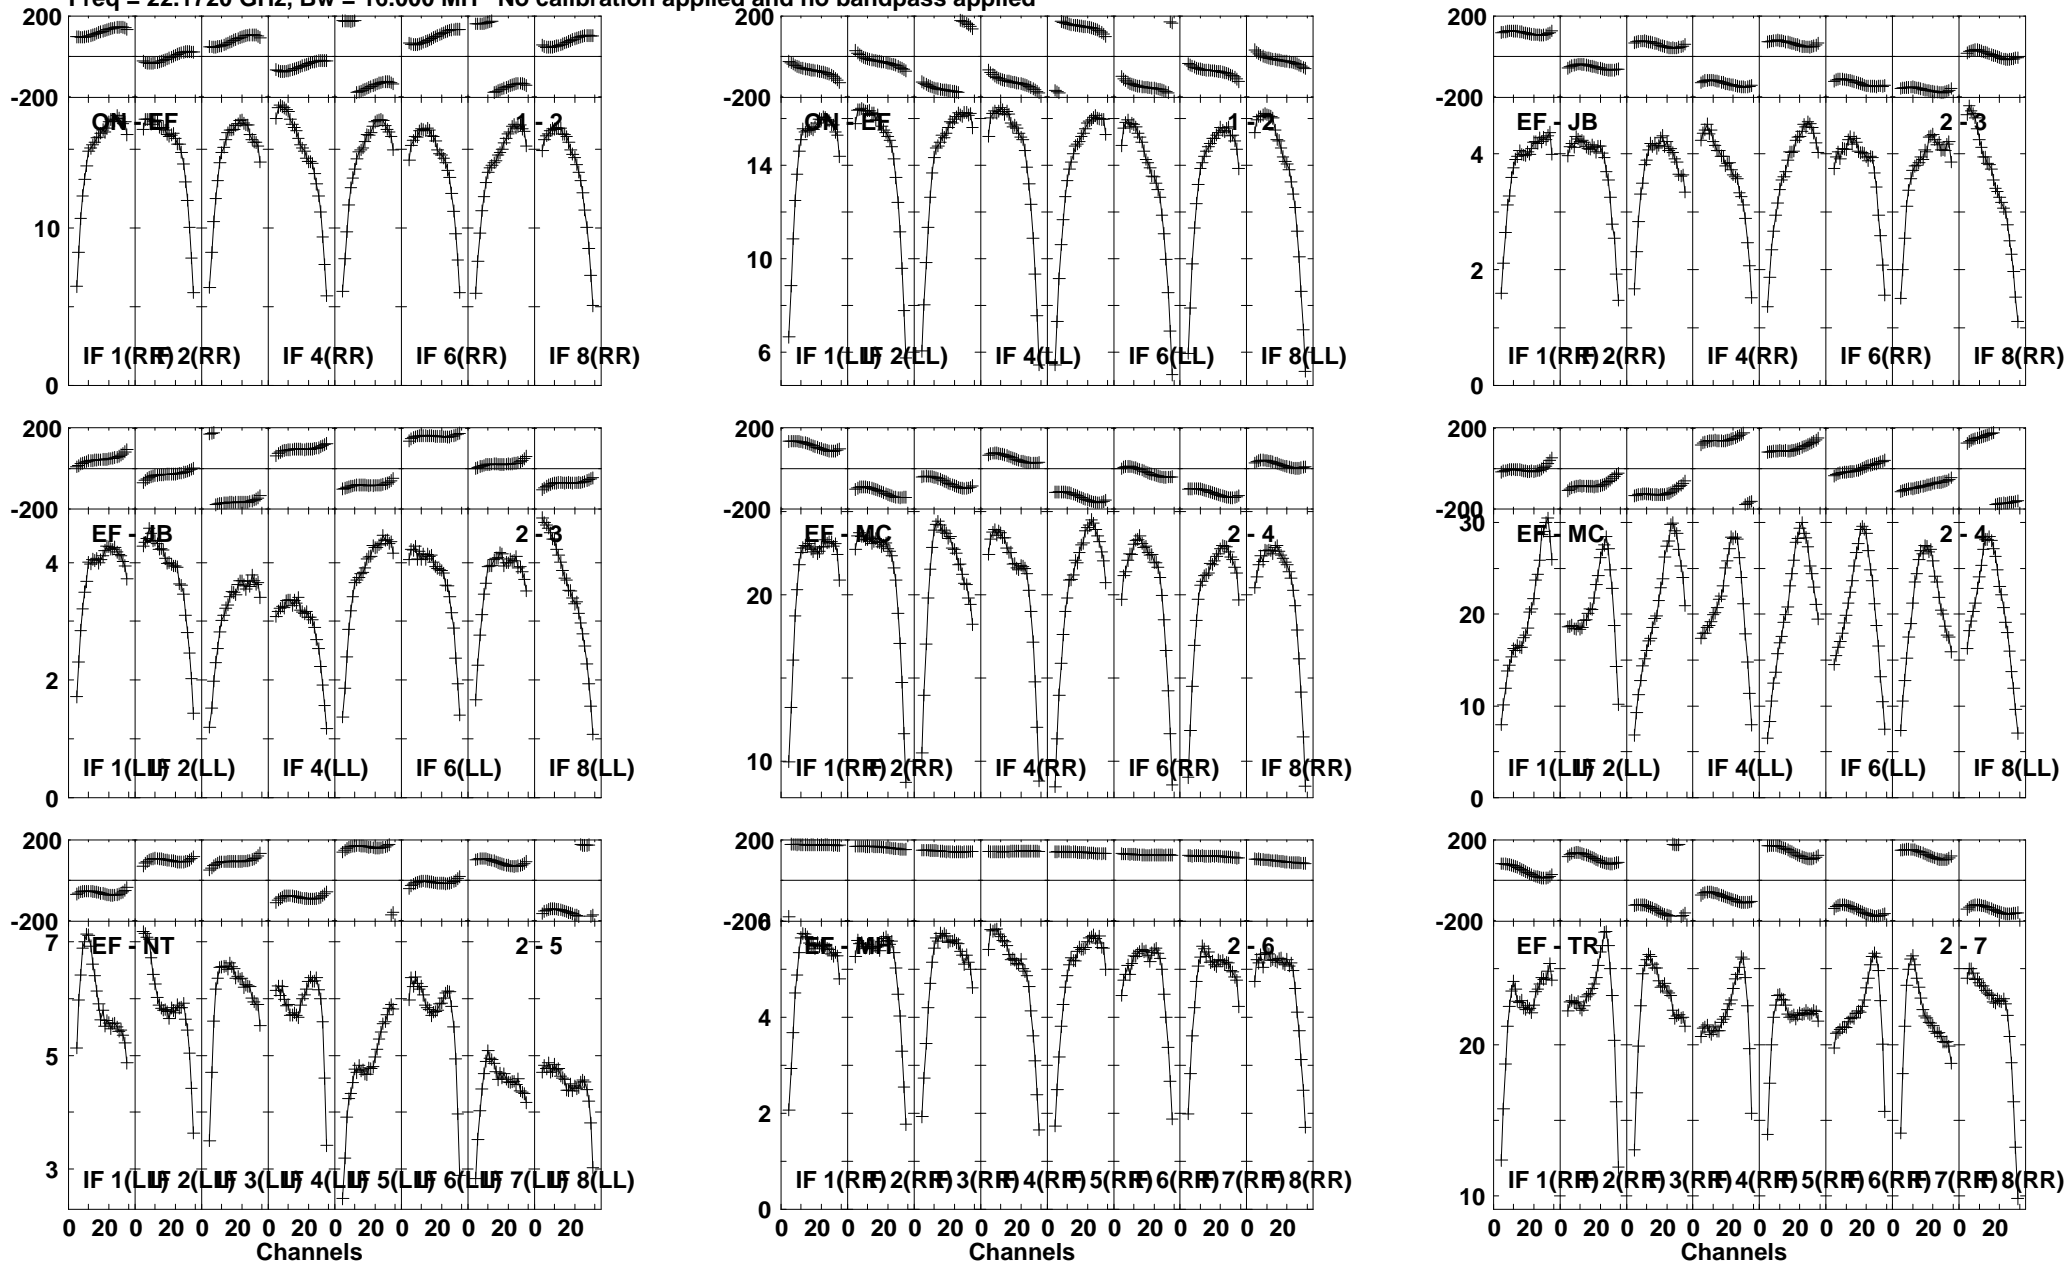 Freq = 22.1720 GHz, Bw = 16.000 MH No calibration applied and no bandpass applied
200
-200
ON - EF
1 - 2
10
0
IF 1(RR) IF 2(RR) IF 4(RR) IF 6(RR) IF 8(RR)
200
-200
ON - EF
1 - 2
14
10
6
IF 1(LL) IF 2(LL) IF 4(LL) IF 6(LL) IF 8(LL)
200
-200
EF - JB
2 - 3
4
2
0
IF 1(RR) IF 2(RR) IF 4(RR) IF 6(RR) IF 8(RR)
200
-200
EF - JB
2 - 3
4
2
0
IF 1(LL) IF 2(LL) IF 4(LL) IF 6(LL) IF 8(LL)
200
-200
EF - MC
2 - 4
20
10
IF 1(RR) IF 2(RR) IF 4(RR) IF 6(RR) IF 8(RR)
200
-200
30
EF - MC
2 - 4
20
10
0
IF 1(LL) IF 2(LL) IF 4(LL) IF 6(LL) IF 8(LL)
200
-200
EF - NT
2 - 5
7
5
3
IF 1(LL) IF 2(LL) IF 3(LL) IF 4(LL) IF 5(LL) IF 6(LL) IF 7(LL) IF 8(LL)
0 20 0 20 0 20 0 20 0 20 0 20 0 20 0 20
Channels
200
-200
6
EF - MH
2 - 6
4
2
0
IF 1(RR) IF 2(RR) IF 3(RR) IF 4(RR) IF 5(RR) IF 6(RR) IF 7(RR) IF 8(RR)
0 20 0 20 0 20 0 20 0 20 0 20 0 20 0 20
Channels
200
-200
EF - TR
2 - 7
20
10
IF 1(RR) IF 2(RR) IF 3(RR) IF 4(RR) IF 5(RR) IF 6(RR) IF 7(RR) IF 8(RR)
0 20 0 20 0 20 0 20 0 20 0 20 0 20 0 20
Channels